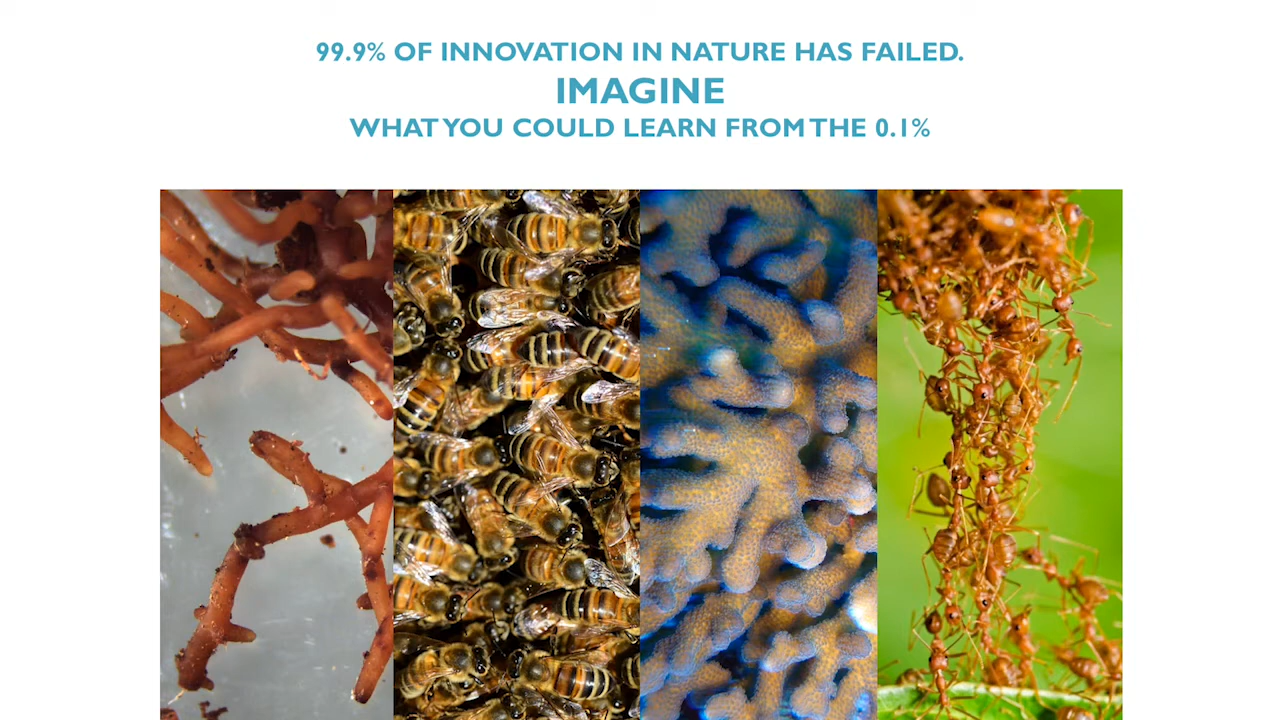 99.9% OF INNOVATION IN NATURE HAS FAILED.
IMAGINE
WHAT YOU COULD LEARN FROM THE 0.1%